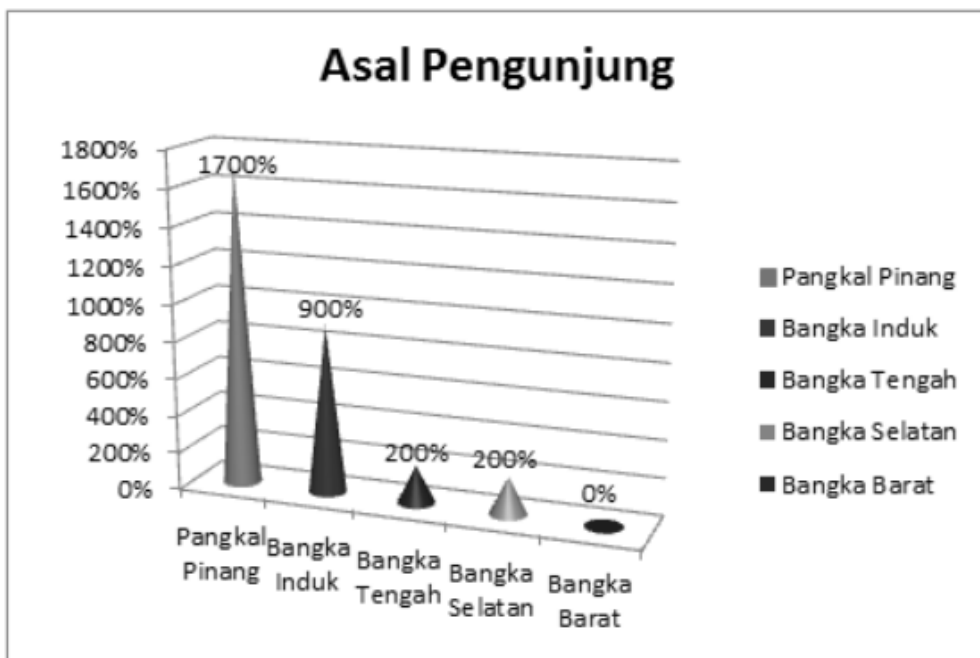 Asal Pengunjung
1800%
1600%
1400%
1200%
1000%
800%
600%
400%
200%
0%
1700%
900%
200%
200%
0%
Pangkal
Pinang
Bangka
Induk
Bangka
Tengah
Bangka
Selatan
Bangka
Barat
Pangkal Pinang
Bangka Induk
Bangka Tengah
Bangka Selatan
Bangka Barat